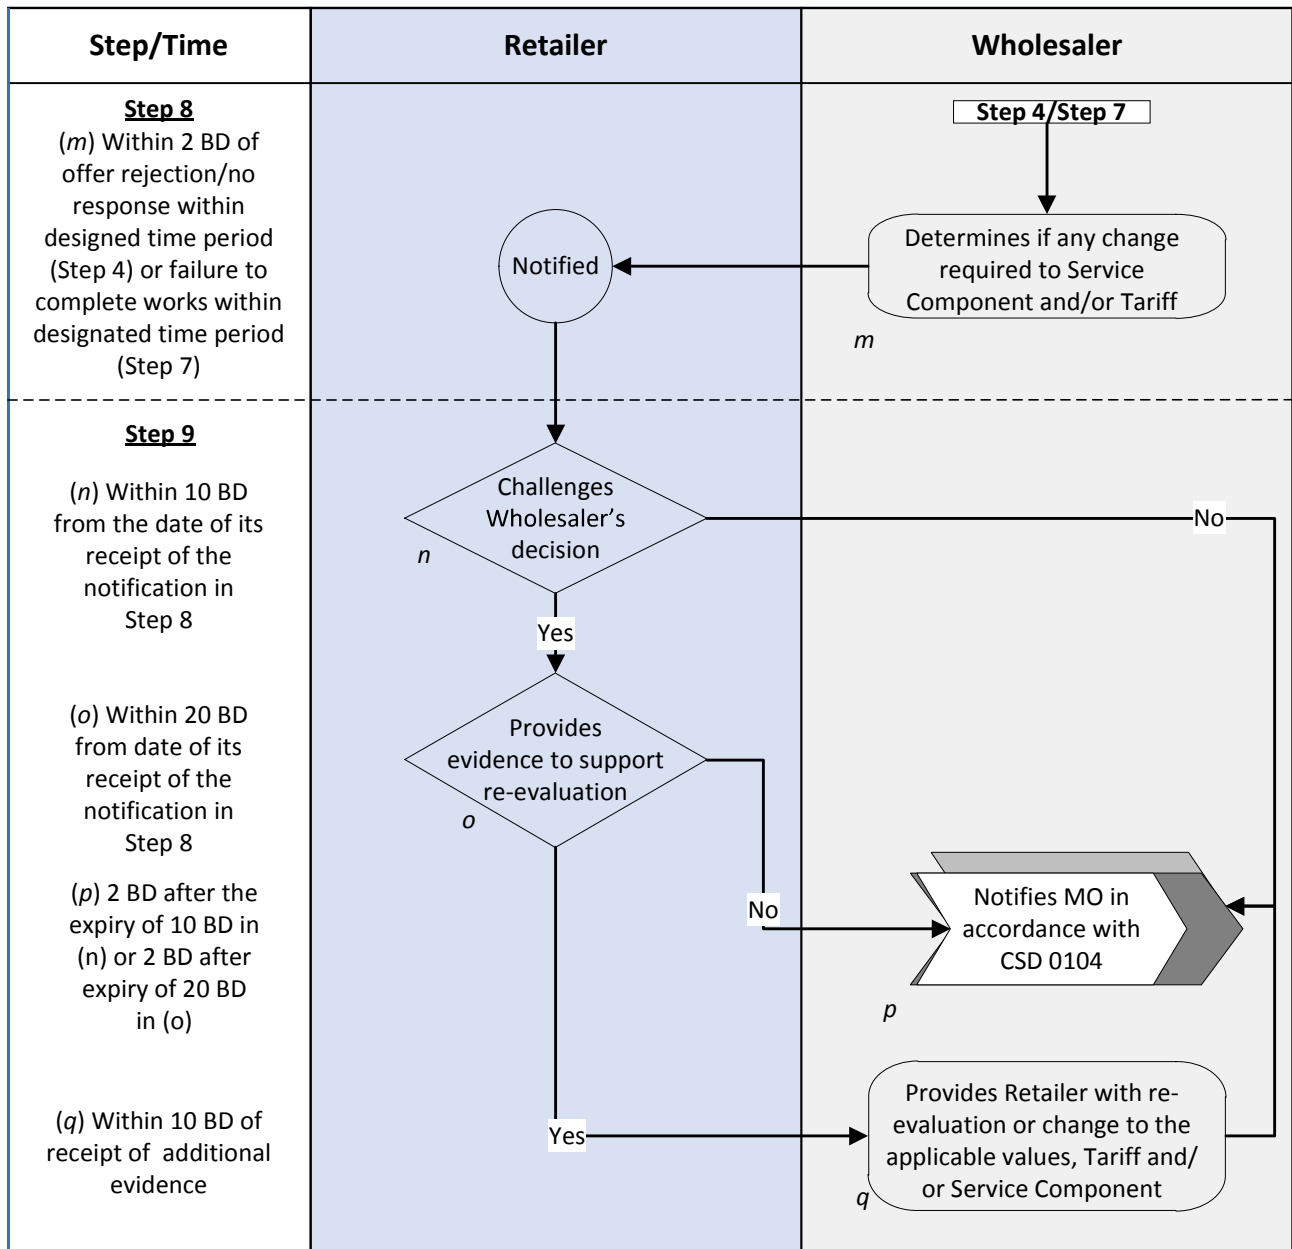 Step/Time
Retailer
Wholesaler
Step 8
(m) Within 2 BD of
offer rejection/no
response within
designed time period
(Step 4) or failure to
complete works within
designated time period
(Step 7)
Step 4/Step 7
Notified
Determines if any change
required to Service
Component and/or Tariff
m
Step 9
(n) Within 10 BD
from the date of its
receipt of the
notification in
Step 8
Challenges
Wholesaler’s
decision
n
No
Yes
(o) Within 20 BD
from date of its
receipt of the
notification in
Step 8
Provides
evidence to support
re-evaluation
o
(p) 2 BD after the
expiry of 10 BD in
(n) or 2 BD after
expiry of 20 BD
in (o)
No
Notifies MO in
accordance with
CSD 0104
p
(q) Within 10 BD of
receipt of additional
evidence
Yes
Provides Retailer with re-
evaluation or change to the
applicable values, Tariff and/
or Service Component
q